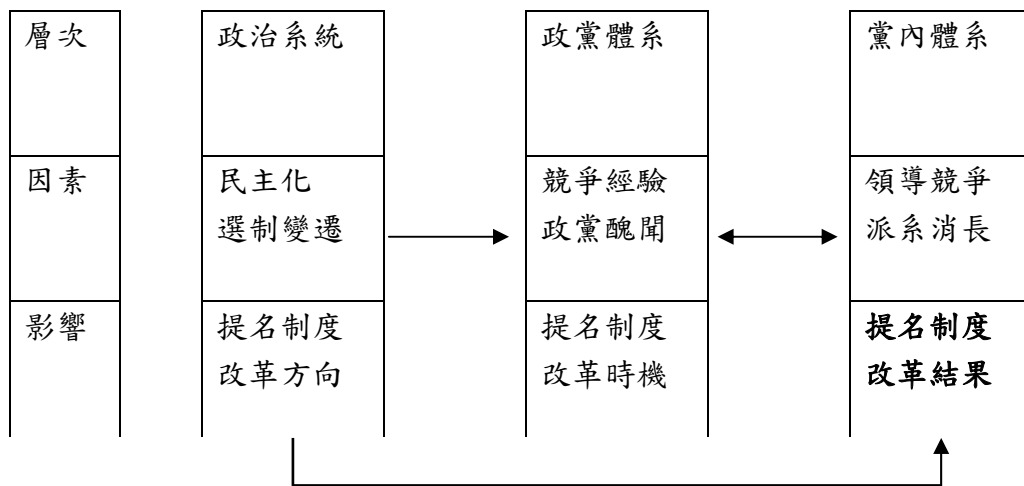 層次 政治系統 政黨體系 黨內體系
因素 民主化 競爭經驗 領導競爭
選制變遷 政黨醜聞 派系消長
影響 提名制度 提名制度 提名制度
改革方向 改革時機 改革結果